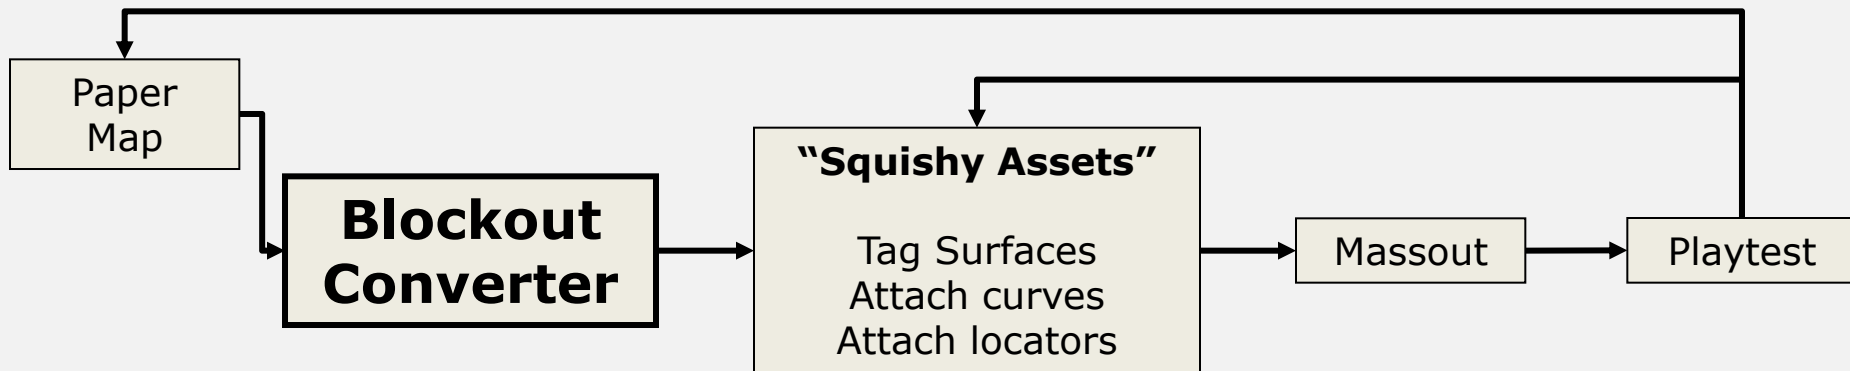 Paper
Map
Blockout
Converter
“Squishy Assets”
Tag Surfaces
Attach curves
Attach locators
Massout
Playtest